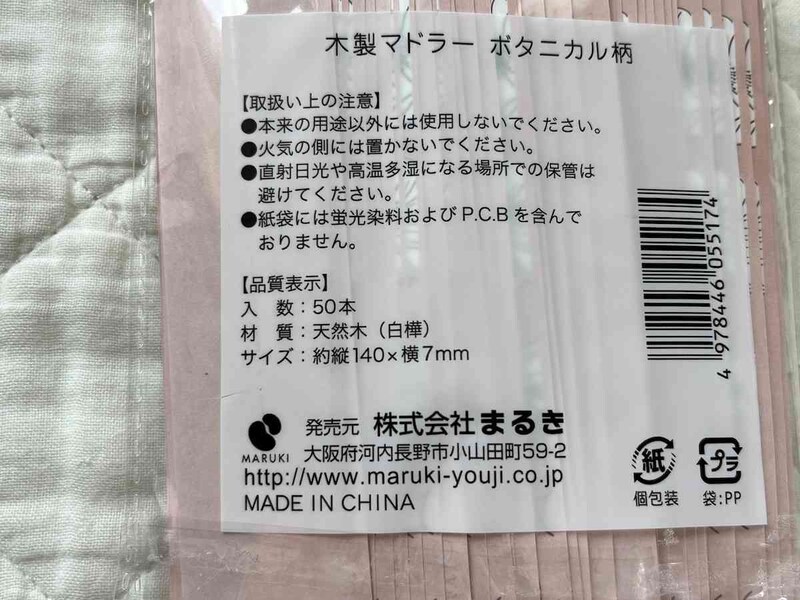 木製マドラー ボタニカル柄
【取扱い上の注意】
●本来の用途以外には使用しないでください。
●火気の側には置かないでください。
●直射日光や高温多湿になる場所での保管は
避けてください。
●紙袋には蛍光染料およびP.C.Bを含んで
おりません。
【品質表示】
入 数：50本
材 質：天然木（白樺）
サイズ：約縦140×横7mm
4 978446 055174
MARUKI
発売元 株式会社 まるき
大阪府河内長野市小山田町59-2
http://www.maruki-youji.co.jp
MADE IN CHINA
紙
個包装
プラ
袋:PP